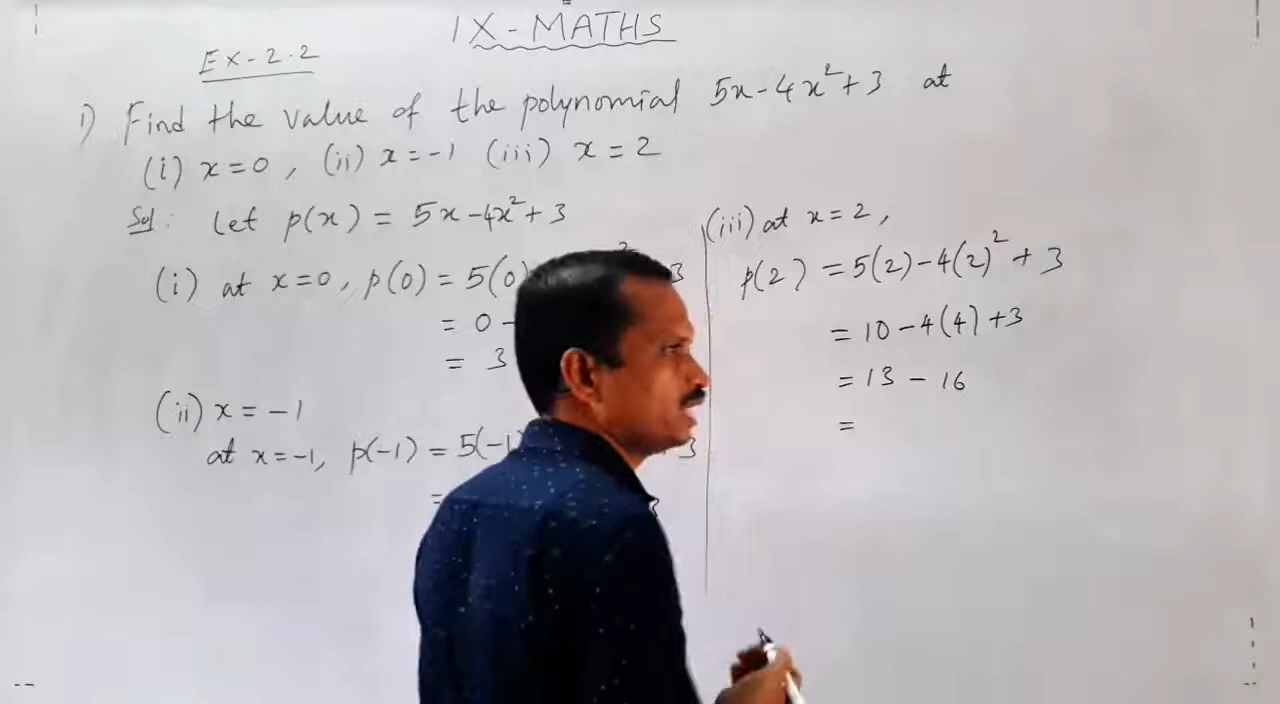 IX-MATHS
Ex-2.2
1) Find the value of the polynomial 5x-4x²+3 at
(i) x=0, (ii) x=-1 (iii) x=2
Sol: Let p(x) = 5x-4x²+3
(i) at x=0, p(0) = 5(0) 3
= 0 -
= 3
(ii) x=-1
at x=-1, p(-1) = 5(-1) 3
=
(iii) at x=2,
p(2) = 5(2)-4(2)²+3
= 10-4(4)+3
= 13 - 16
=